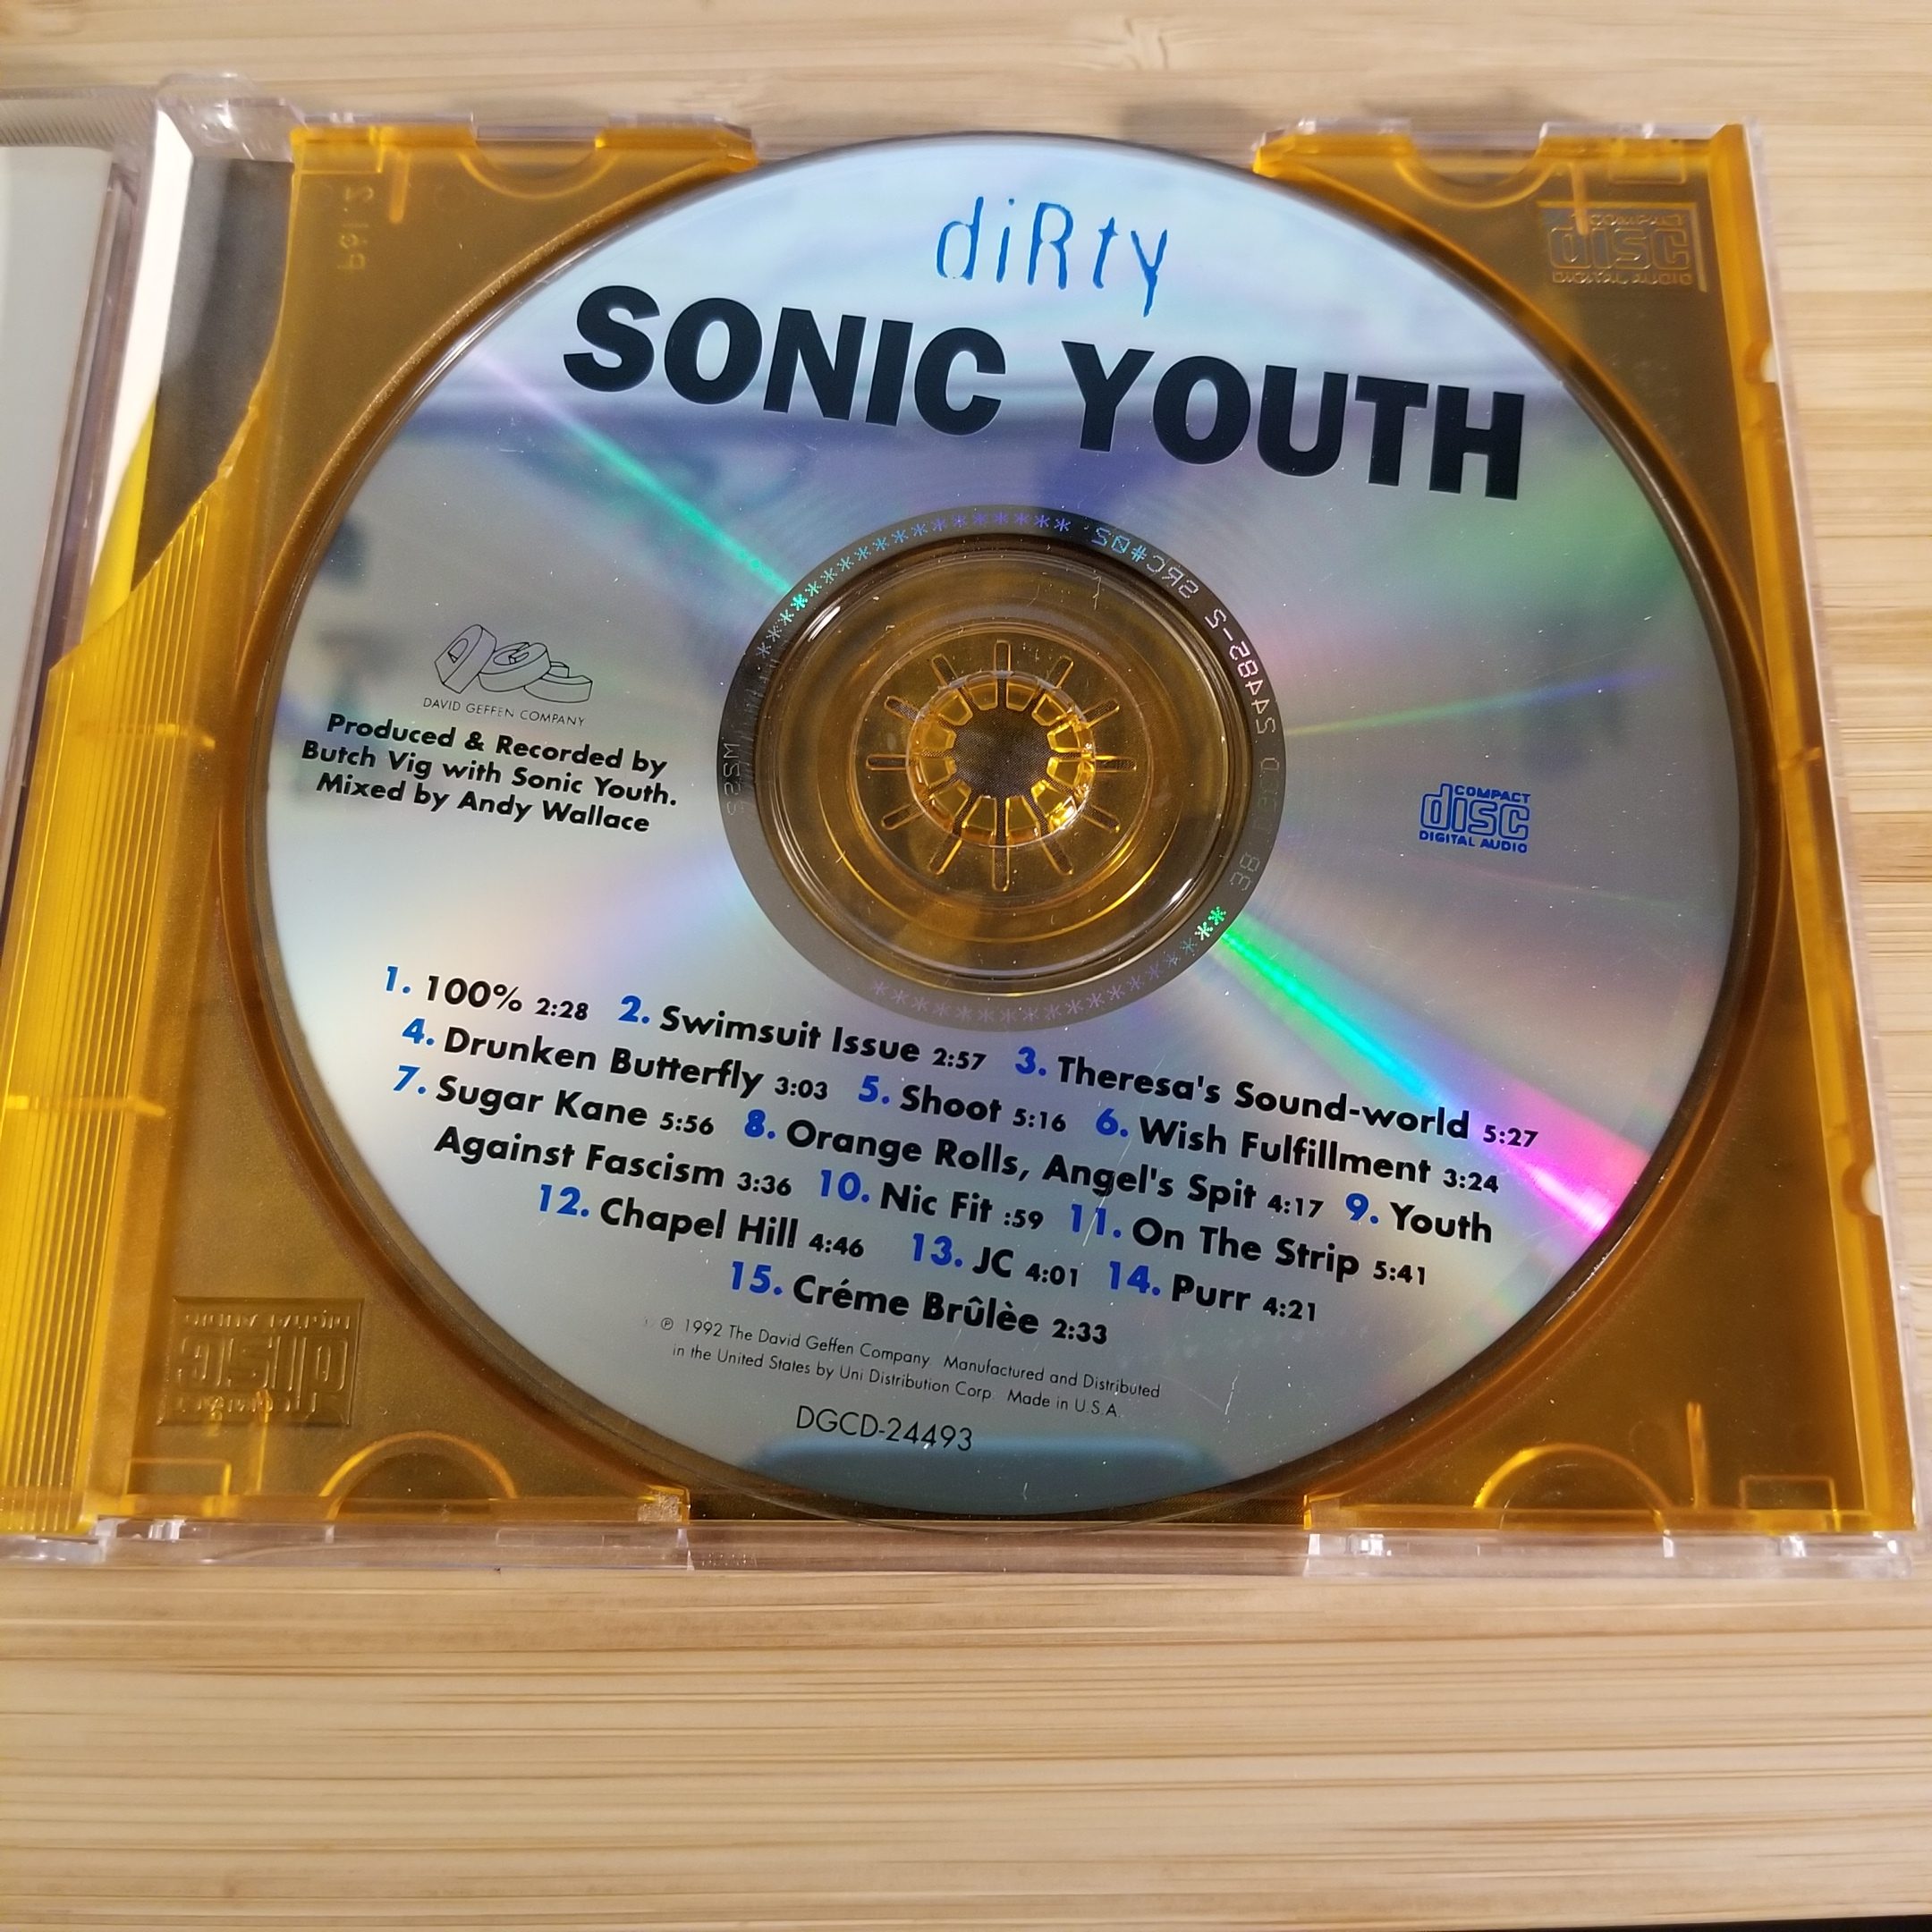 diRty
SONIC YOUTH
COMPACT
disc
DIGITAL AUDIO
DAVID GEFFEN COMPANY
Produced & Recorded by
Butch Vig with Sonic Youth.
Mixed by Andy Wallace
COMPACT
disc
DIGITAL AUDIO
1. 100% 2:28 2. Swimsuit Issue 2:57 3. Theresa's Sound-world 5:27
4. Drunken Butterfly 3:03 5. Shoot 5:16 6. Wish Fulfillment 3:24
7. Sugar Kane 5:56 8. Orange Rolls, Angel's Spit 4:17 9. Youth
Against Fascism 3:36 10. Nic Fit :59 11. On The Strip 5:41
12. Chapel Hill 4:46 13. JC 4:01 14. Purr 4:21
15. Créme Brûlèe 2:33
℗ 1992 The David Geffen Company Manufactured and Distributed
in the United States by Uni Distribution Corp. Made in U.S.A.
DGCD-24493
disc